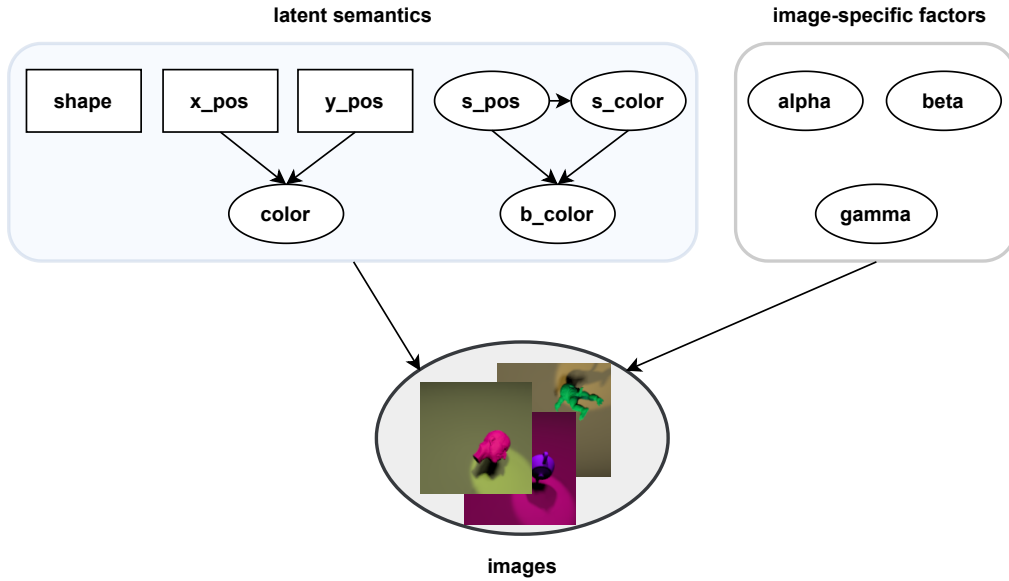 latent semantics
image-specific factors
shape
x_pos
y_pos
s_pos
s_color
alpha
beta
color
b_color
gamma
images